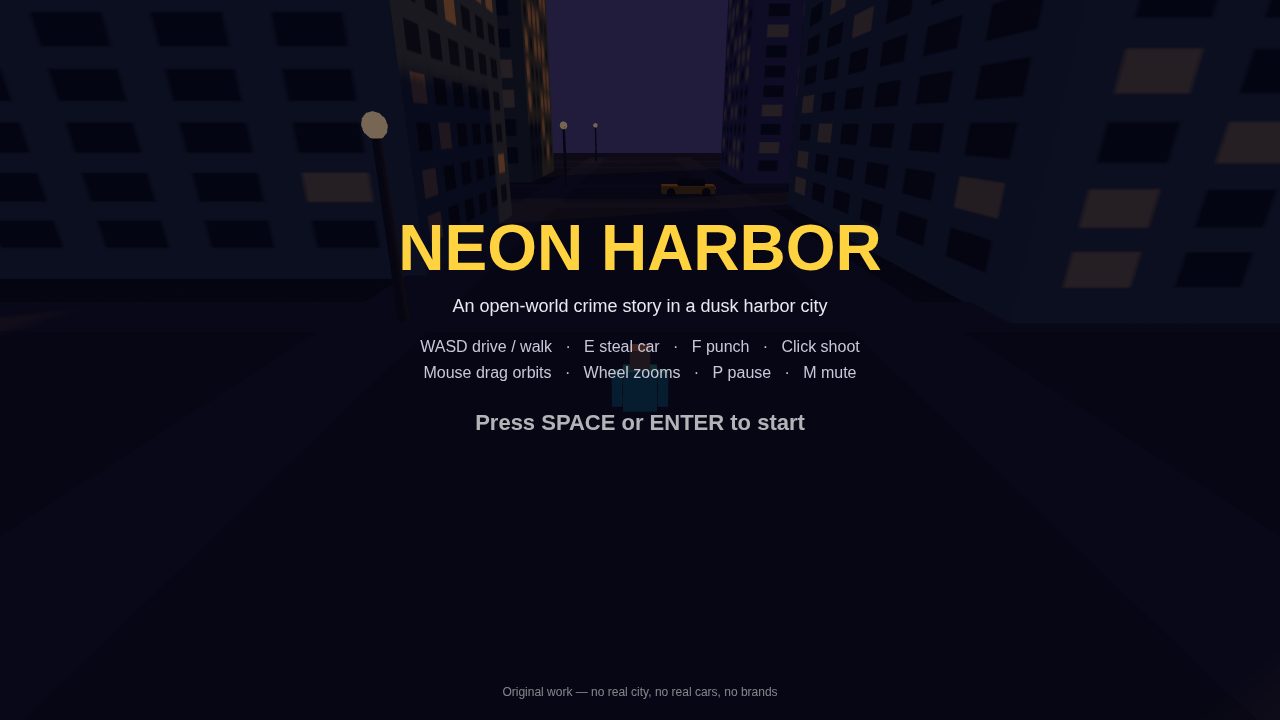 NEON HARBOR
An open-world crime story in a dusk harbor city
WASD drive / walk · E steal car · F punch · Click shoot
Mouse drag orbits · Wheel zooms · P pause · M mute
Press SPACE or ENTER to start
Original work — no real city, no real cars, no brands